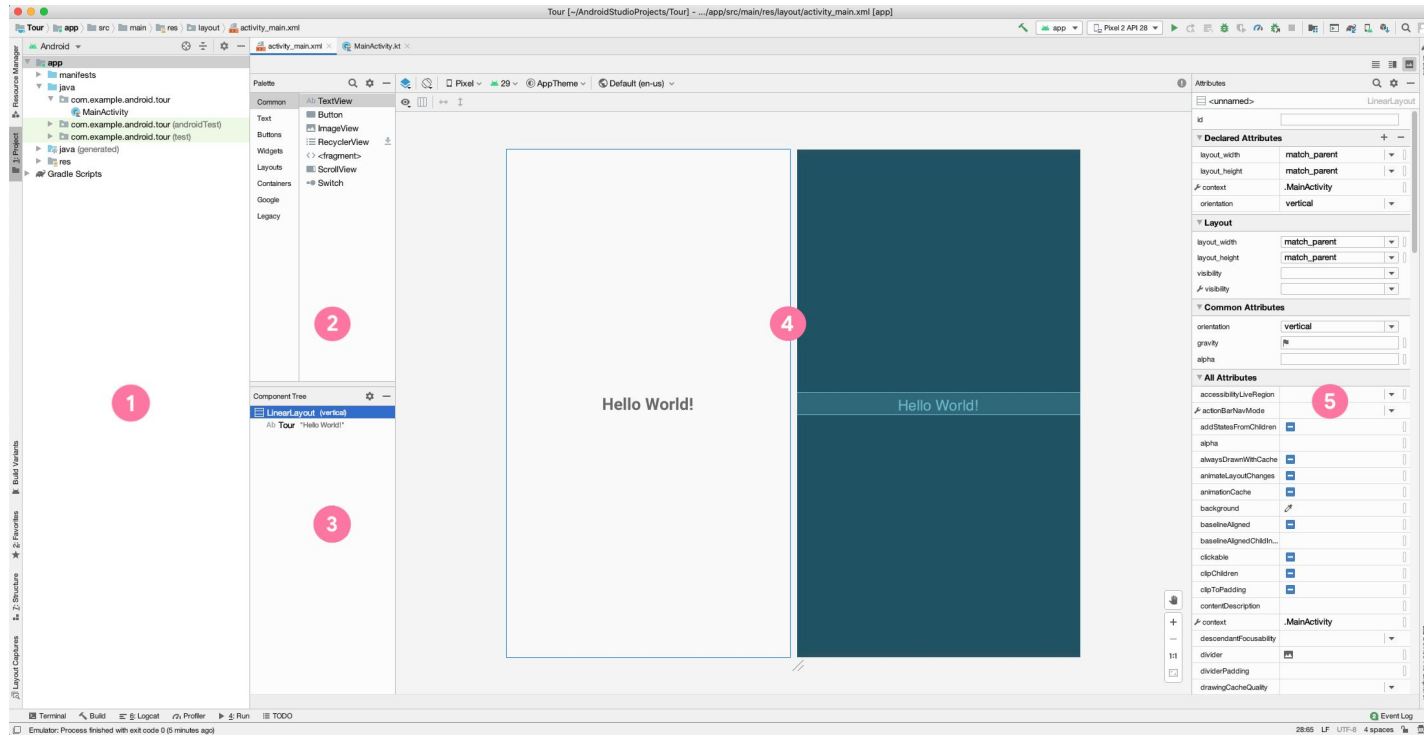 Tour [~/AndroidStudioProjects/Tour] - .../app/src/main/res/layout/activity_main.xml [app]
Tour app src main res layout activity_main.xml
app Pixel 2 API 28
Android
activity_main.xml MainActivity.kt
Resource Manager
1: Project
Build Variants
2: Favorites
7: Structure
Layout Captures
app
manifests
java
com.example.android.tour
MainActivity
com.example.android.tour (androidTest)
com.example.android.tour (test)
java (generated)
res
Gradle Scripts
1
Palette
Common
Text
Buttons
Widgets
Layouts
Containers
Google
Legacy
Ab TextView
Button
ImageView
RecyclerView
<> <fragment>
ScrollView
Switch
2
Component Tree
LinearLayout (vertical)
Ab Tour "Hello World!"
3
Pixel 29 AppTheme Default (en-us)
4
Hello World!
Hello World!
1:1
Attributes
<unnamed> LinearLayout
id
Declared Attributes
layout_width match_parent
layout_height match_parent
context .MainActivity
orientation vertical
Layout
layout_width match_parent
layout_height match_parent
visibility
visibility
Common Attributes
orientation vertical
gravity
alpha
All Attributes
accessibilityLiveRegion
5
actionBarNavMode
addStatesFromChildren
alpha
alwaysDrawnWithCache
animateLayoutChanges
animationCache
background
baselineAligned
baselineAlignedChildIn...
clickable
clipChildren
clipToPadding
contentDescription
context .MainActivity
descendantFocusability
divider
dividerPadding
drawingCacheQuality
Terminal Build 6: Logcat Profiler 4: Run TODO
2 Event Log
Emulator: Process finished with exit code 0 (5 minutes ago)
28:65 LF UTF-8 4 spaces